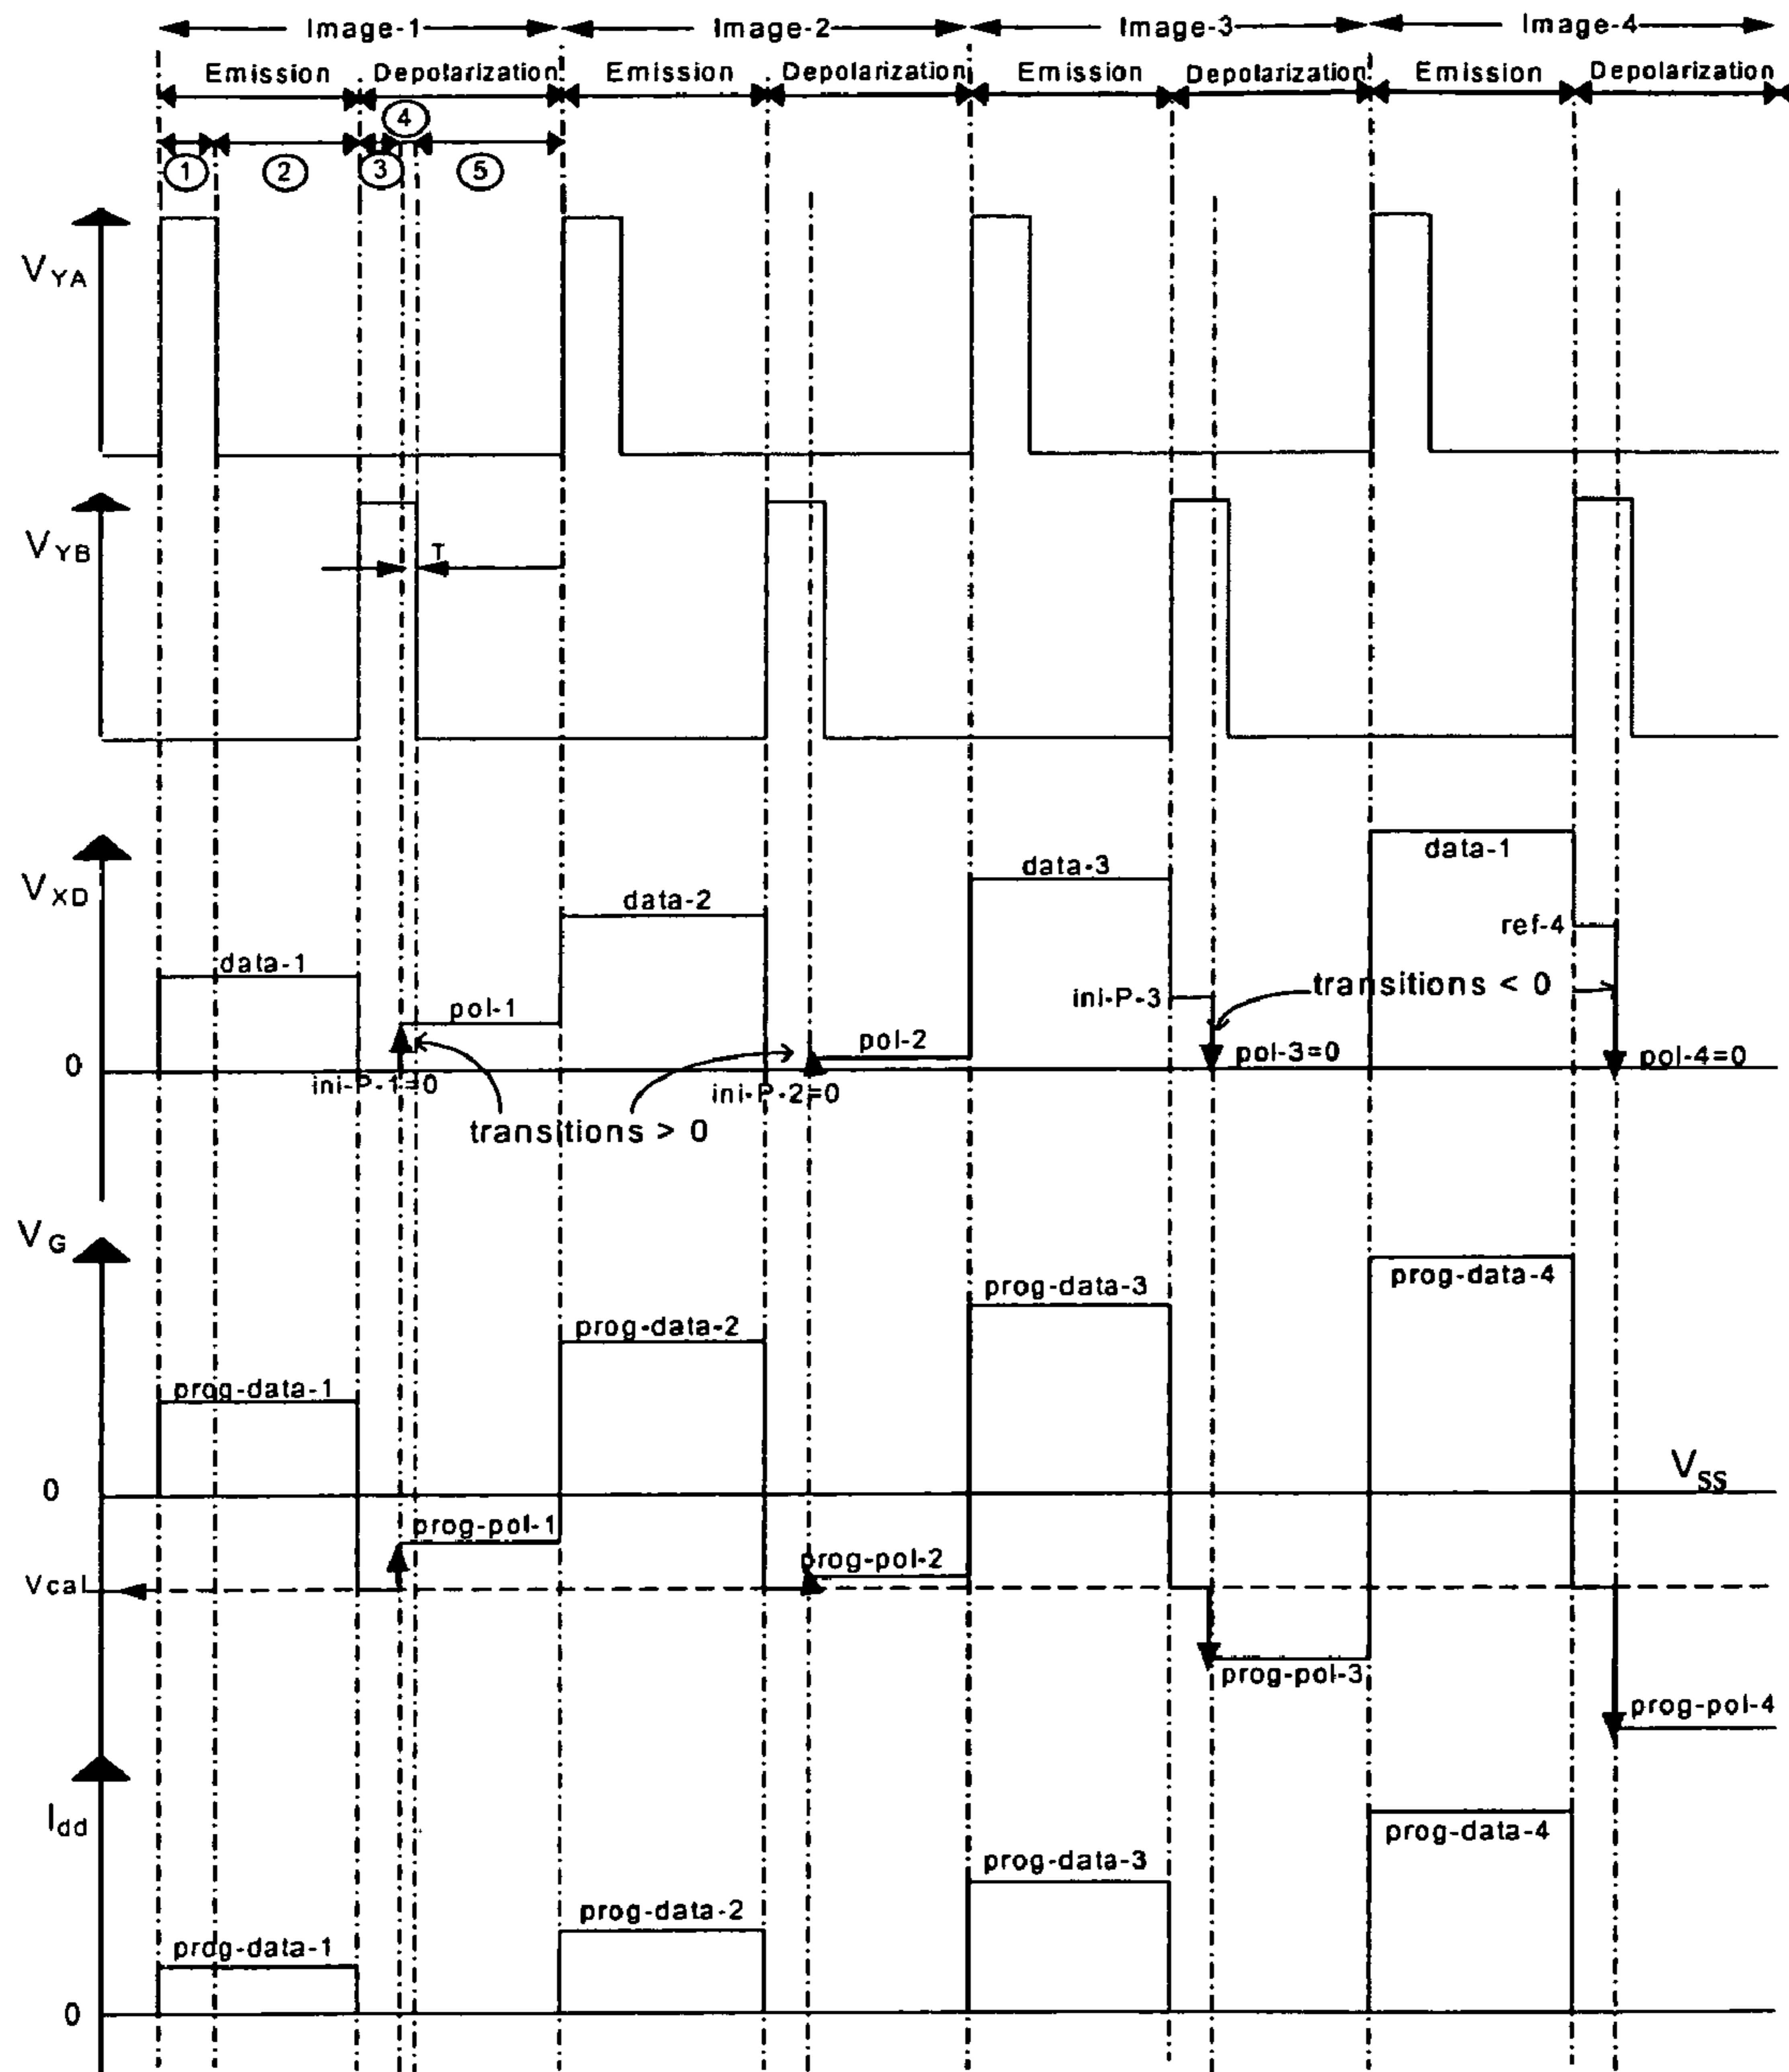 Image-1 Image-2 Image-3 Image-4
Emission Depolarization Emission Depolarization Emission Depolarization Emission Depolarization
4
1 2 3 5
VYA
VYB
T
VXD
data-1
data-2
data-3
data-1
ref-4
ini-P-3
transitions < 0
pol-1
pol-2
pol-3=0
pol-4=0
0
ini-P-1=0
ini-P-2=0
transitions > 0
VG
prog-data-1
prog-data-2
prog-data-3
prog-data-4
0
VSS
prog-pol-1
prog-pol-2
Vcal
prog-pol-3
prog-pol-4
Idd
prog-data-1
prog-data-2
prog-data-3
prog-data-4
0